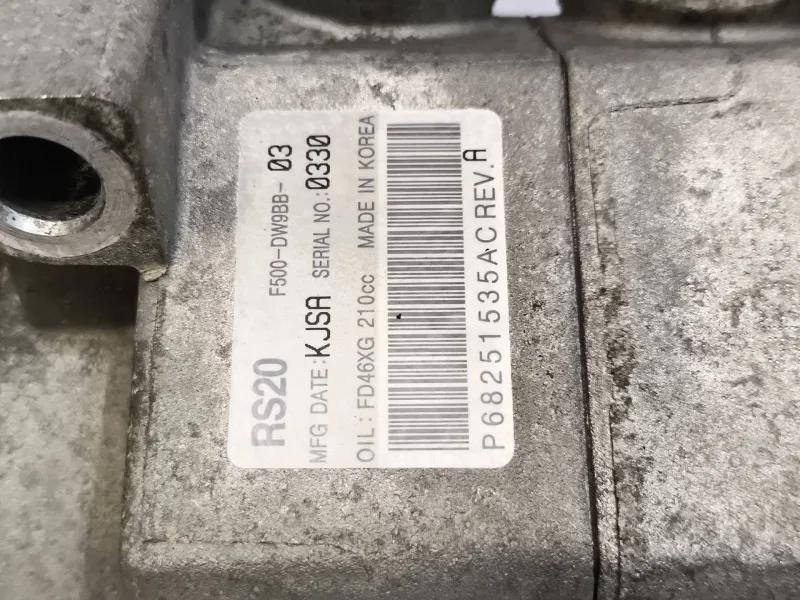 RS20 F500-DW9BB- 03
MFG DATE: KJSA SERIAL NO.: 0330
OIL: FD46XG 210cc MADE IN KOREA
P68251535AC REV. A